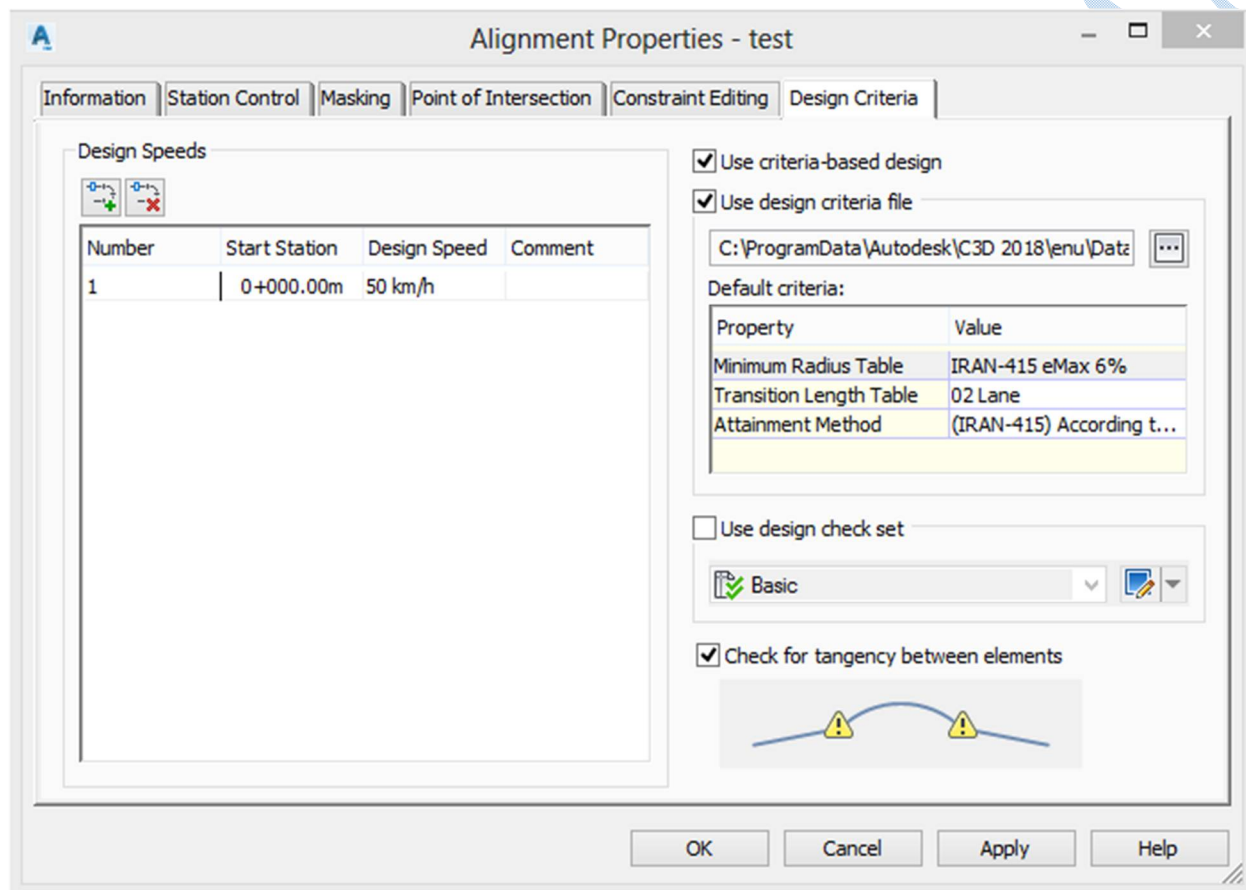 Alignment Properties - test
Information Station Control Masking Point of Intersection Constraint Editing Design Criteria
Design Speeds
Number Start Station Design Speed Comment
1 0+000.00m 50 km/h
Use criteria-based design
Use design criteria file
C:\ProgramData\Autodesk\C3D 2018\enu\Data
Default criteria:
Property Value
Minimum Radius Table IRAN-415 eMax 6%
Transition Length Table 02 Lane
Attainment Method (IRAN-415) According t...
Use design check set
Basic
Check for tangency between elements
OK Cancel Apply Help